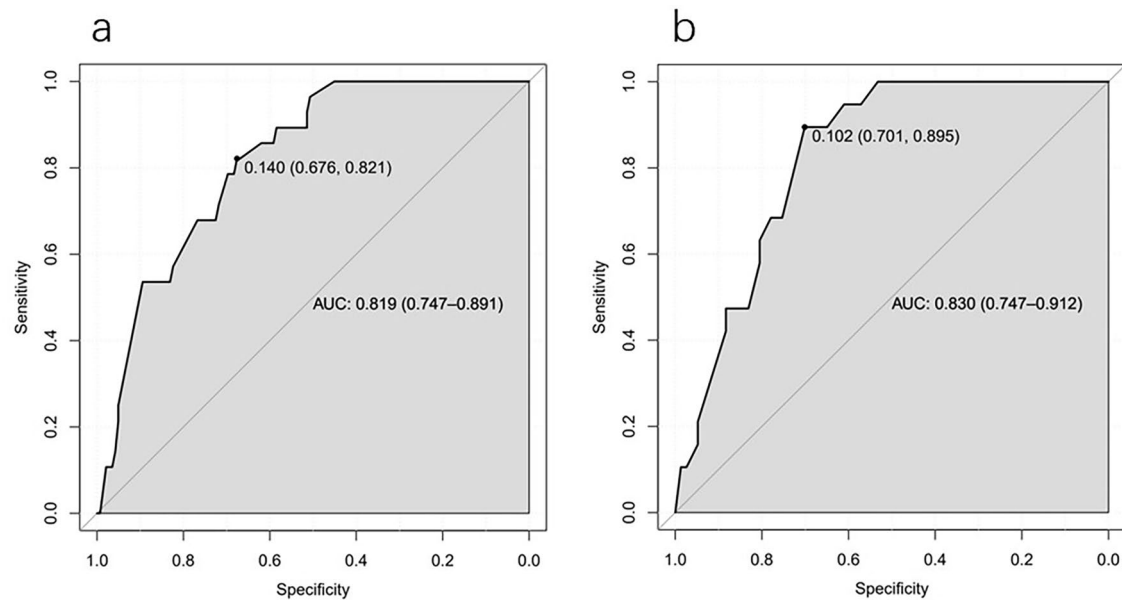 a
1.0
0.8
0.6
0.4
0.2
0.0
Sensitivity
0.140 (0.676, 0.821)
AUC: 0.819 (0.747–0.891)
1.0 0.8 0.6 0.4 0.2 0.0
Specificity
b
1.0
0.8
0.6
0.4
0.2
0.0
Sensitivity
0.102 (0.701, 0.895)
AUC: 0.830 (0.747–0.912)
1.0 0.8 0.6 0.4 0.2 0.0
Specificity